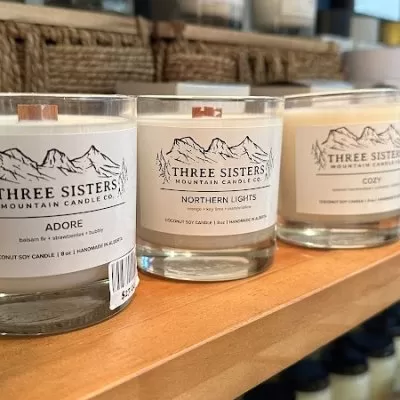 THREE SISTERS
MOUNTAIN CANDLE CO.
ADORE
balsam fir + strawberries + bubbly
COCONUT SOY CANDLE | 8 oz | HANDMADE IN ALBERTA
THREE SISTERS
MOUNTAIN CANDLE CO.
NORTHERN LIGHTS
COCONUT SOY CANDLE | 8 oz | HANDMADE IN ALBERTA
THREE SISTERS
MOUNTAIN CANDLE CO.
COZY
COCONUT SOY CANDLE